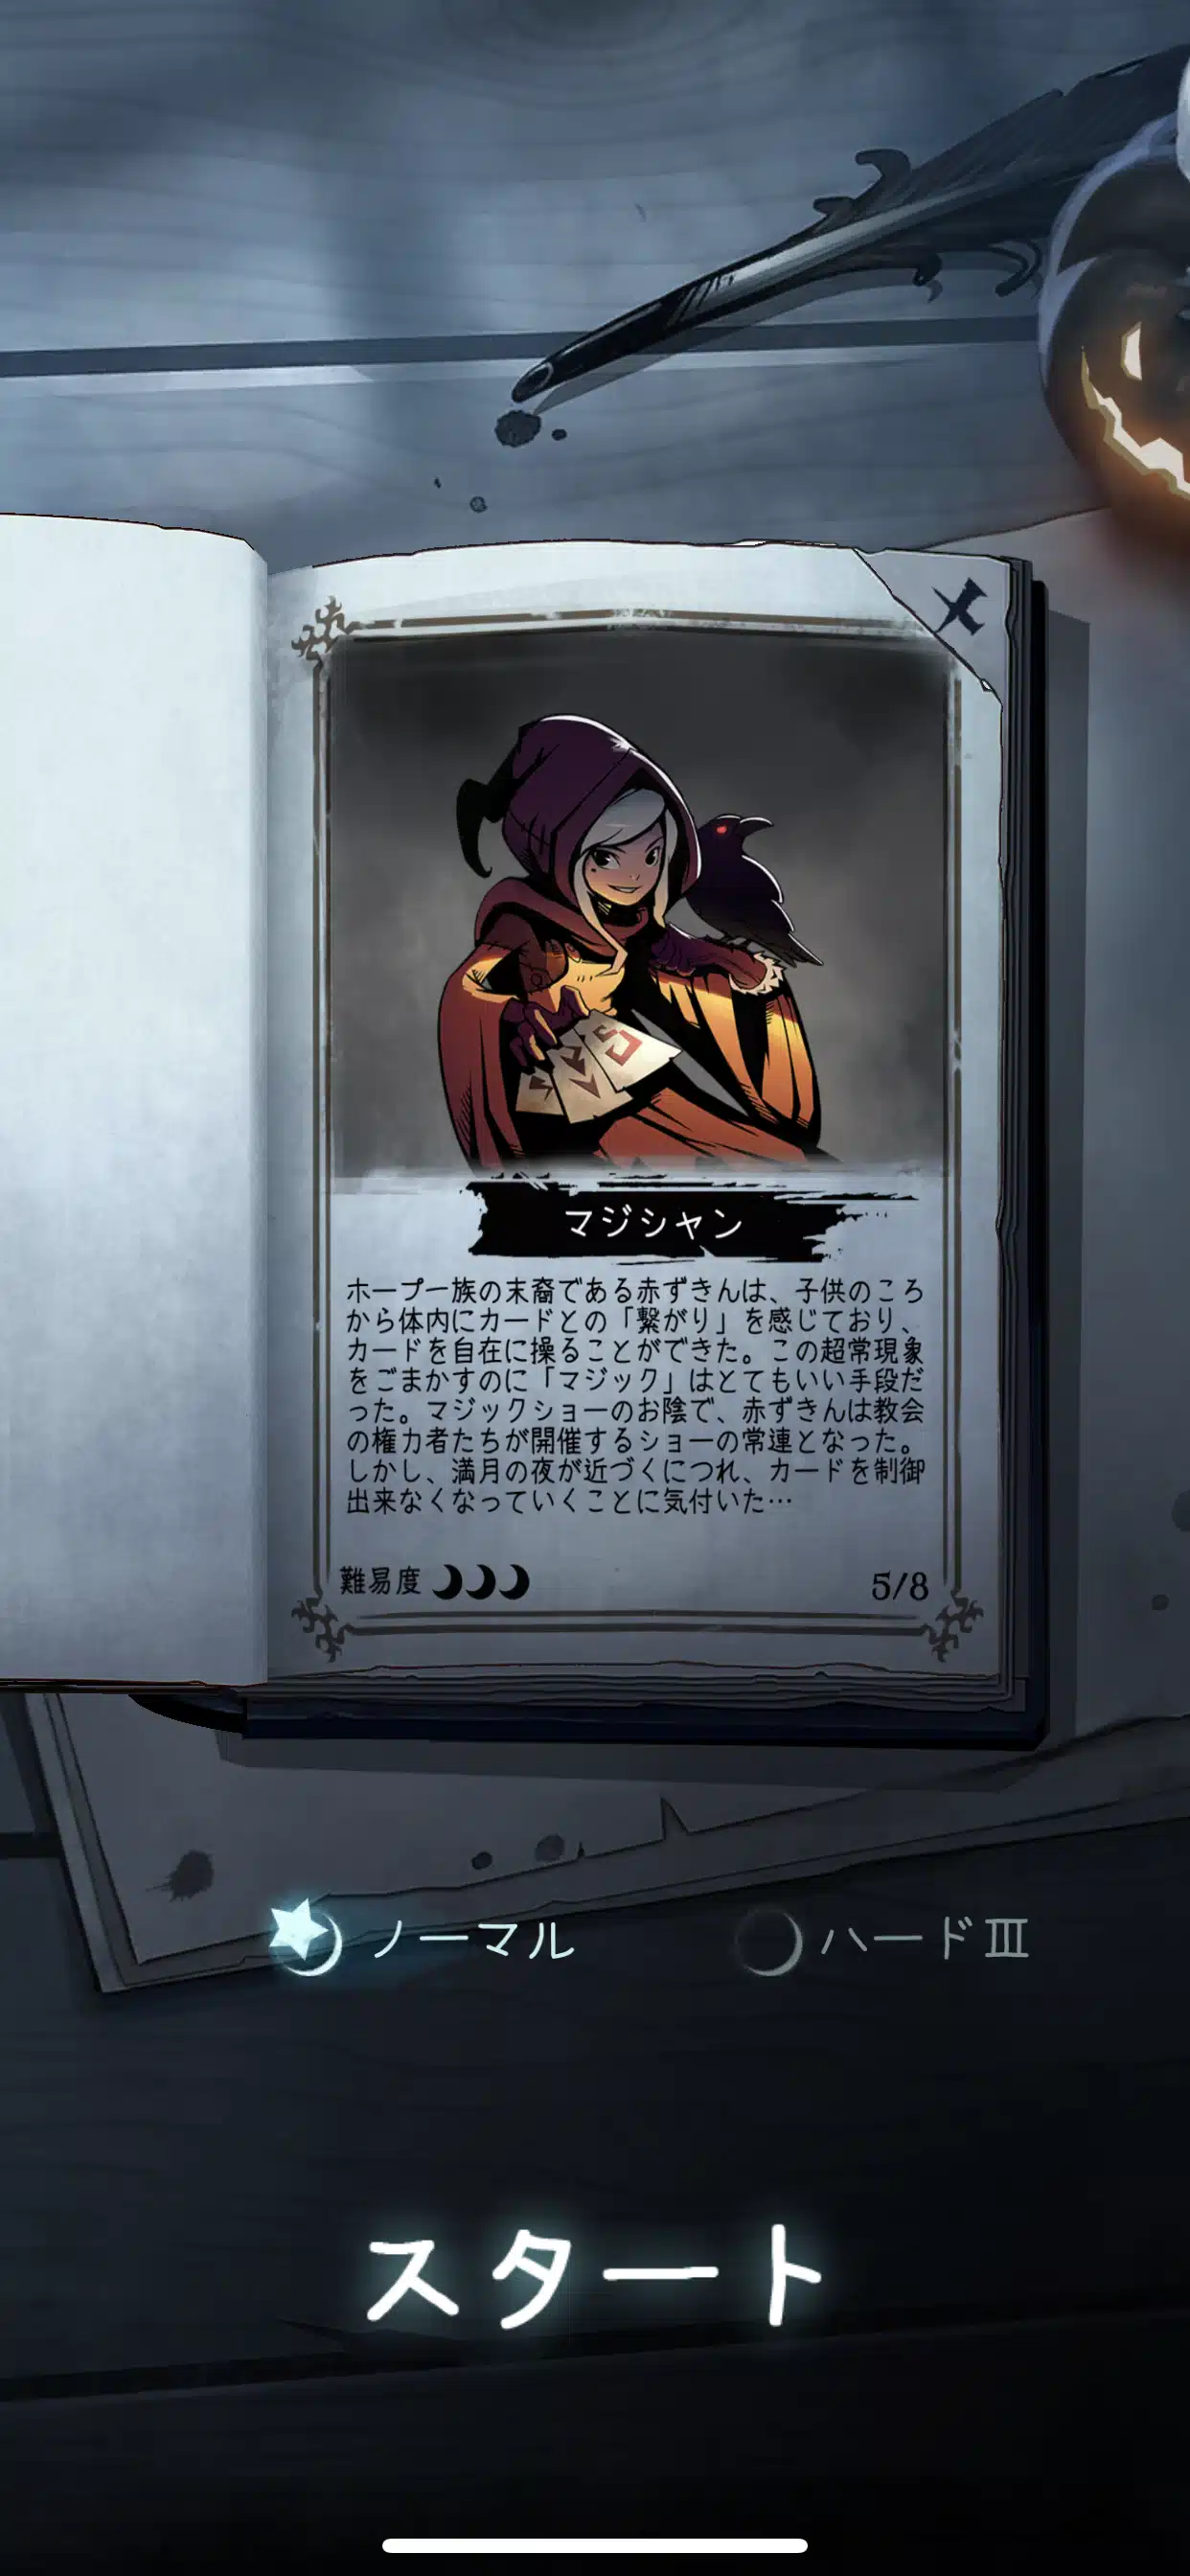 マジシャン
ホープ一族の末裔である赤ずきんは、子供のころ
から体内にカードとの「繋がり」を感じており、
カードを自在に操ることができた。この超常現象
をごまかすのに「マジック」はとてもいい手段だ
った。マジックショーのお陰で、赤ずきんは教会
の権力者たちが開催するショーの常連となった。
しかし、満月の夜が近づくにつれ、カードを制御
出来なくなっていくことに気付いた…
難易度
5/8
ノーマル
ハードⅢ
スタート